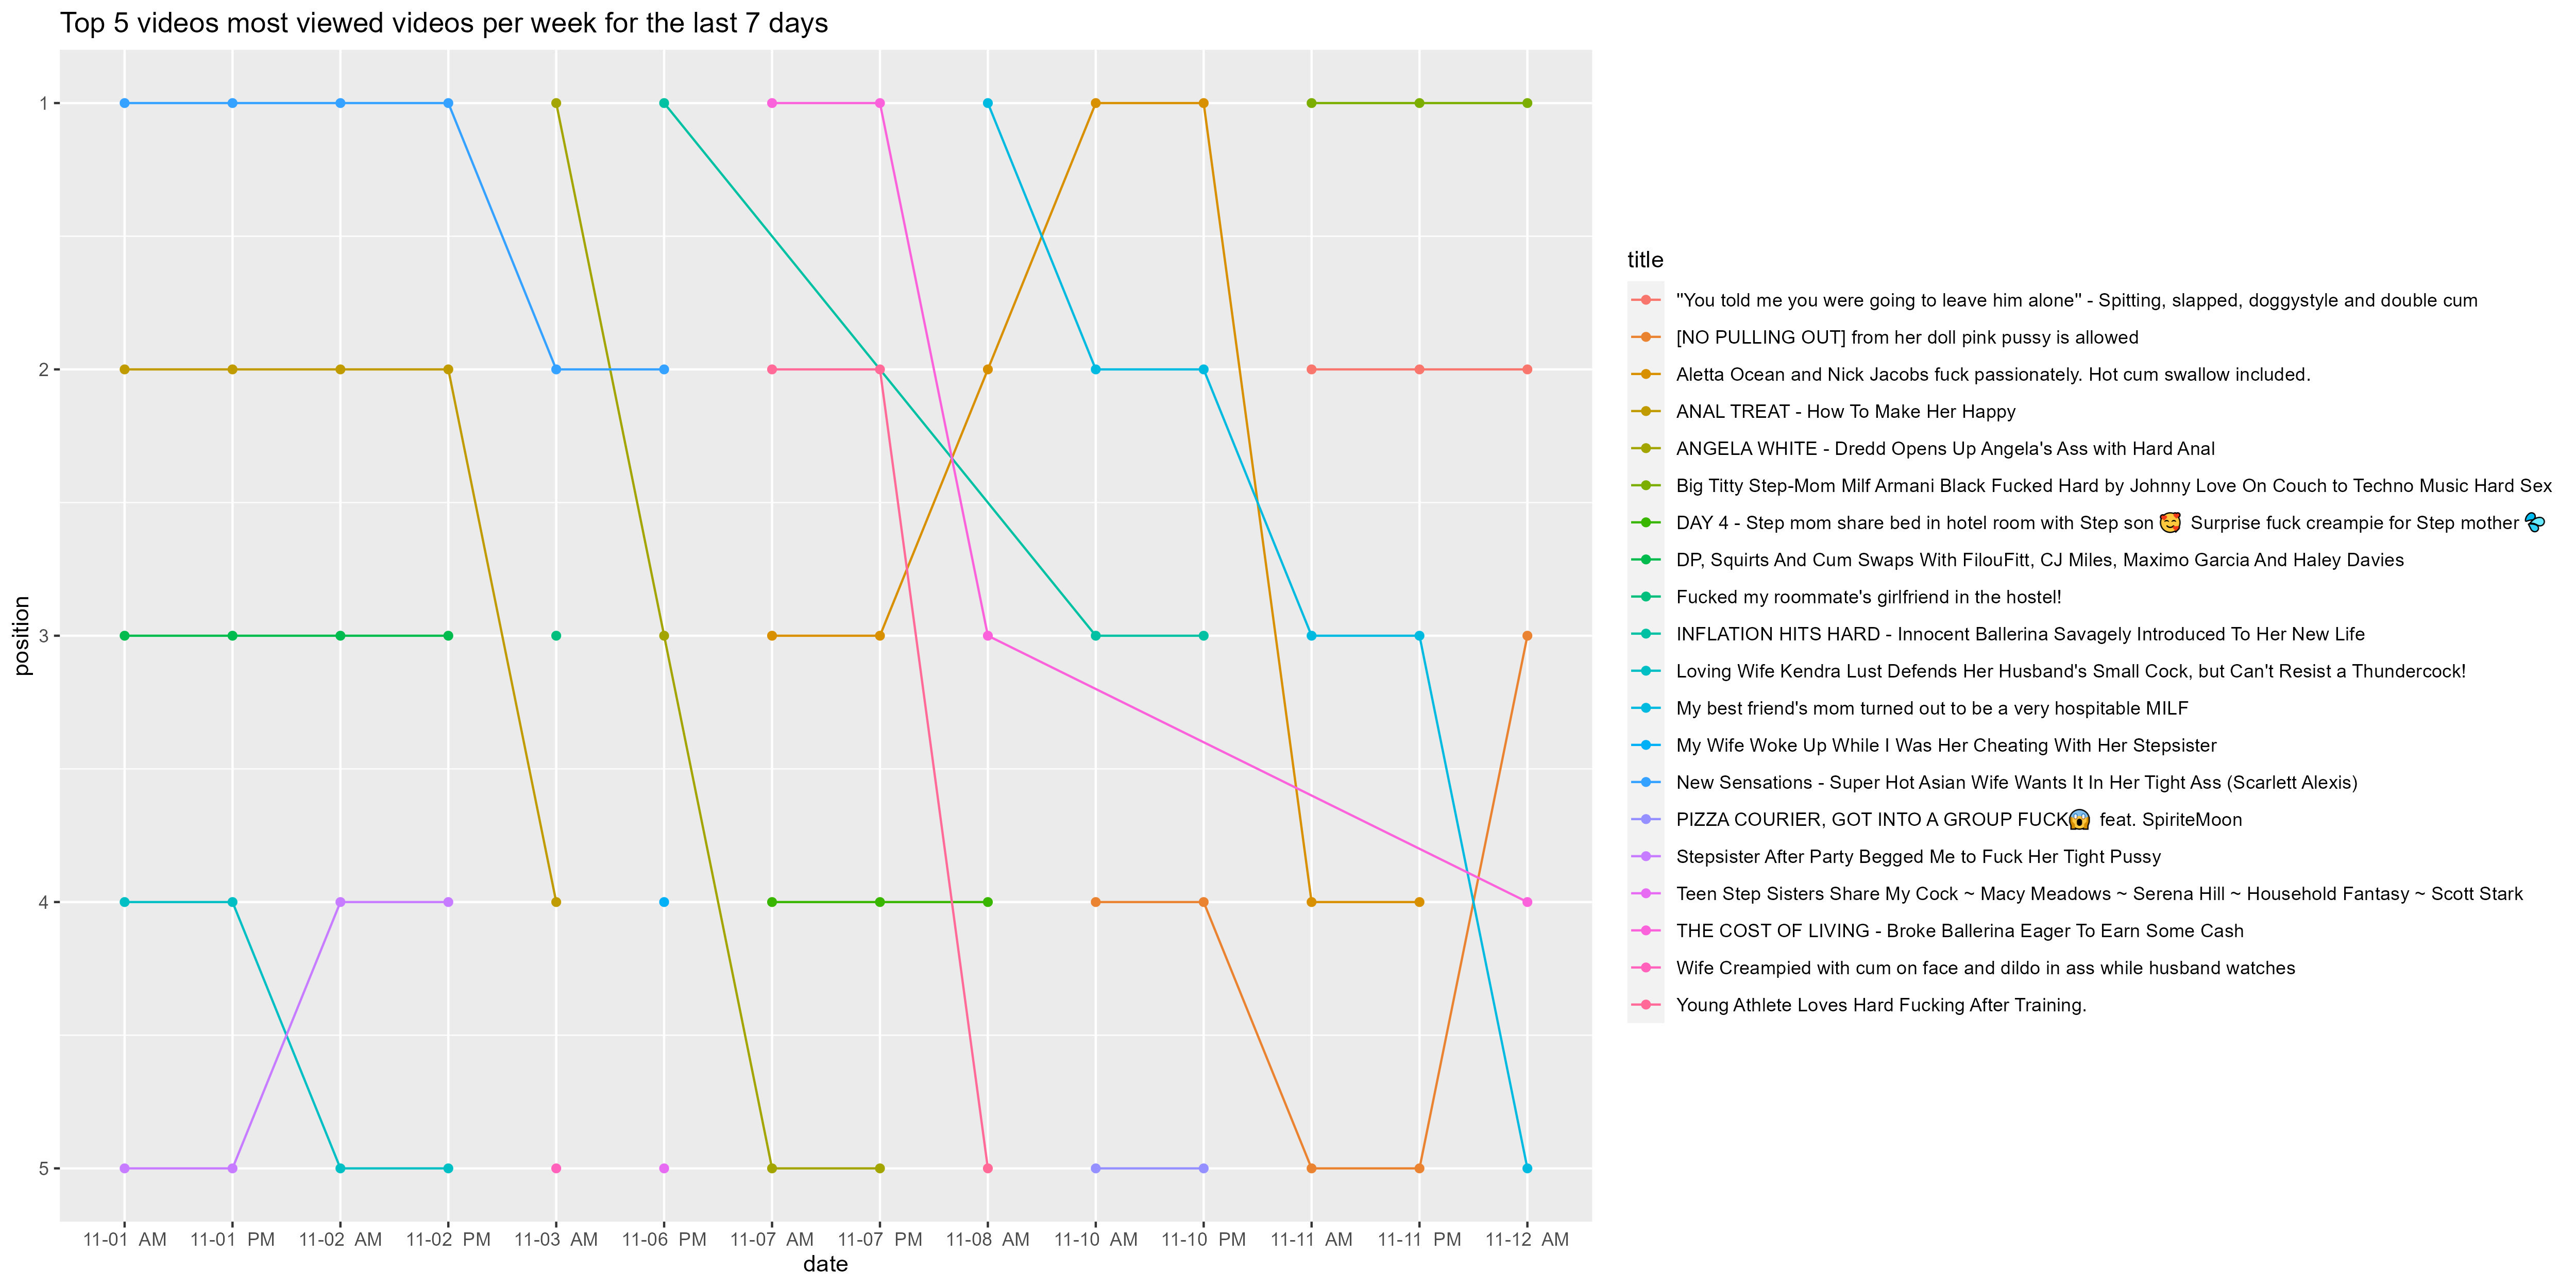 Top 5 videos most viewed videos per week for the last 7 days
position
1
2
3
4
5
11-01 AM 11-01 PM 11-02 AM 11-02 PM 11-03 AM 11-06 PM 11-07 AM 11-07 PM 11-08 AM 11-10 AM 11-10 PM 11-11 AM 11-11 PM 11-12 AM
date
title
"You told me you were going to leave him alone" - Spitting, slapped, doggystyle and double cum
[NO PULLING OUT] from her doll pink pussy is allowed
Aletta Ocean and Nick Jacobs fuck passionately. Hot cum swallow included.
ANAL TREAT - How To Make Her Happy
ANGELA WHITE - Dredd Opens Up Angela's Ass with Hard Anal
Big Titty Step-Mom Milf Armani Black Fucked Hard by Johnny Love On Couch to Techno Music Hard Sex
DAY 4 - Step mom share bed in hotel room with Step son 🥰 Surprise fuck creampie for Step mother 💦
DP, Squirts And Cum Swaps With FilouFitt, CJ Miles, Maximo Garcia And Haley Davies
Fucked my roommate's girlfriend in the hostel!
INFLATION HITS HARD - Innocent Ballerina Savagely Introduced To Her New Life
Loving Wife Kendra Lust Defends Her Husband's Small Cock, but Can't Resist a Thundercock!
My best friend's mom turned out to be a very hospitable MILF
My Wife Woke Up While I Was Her Cheating With Her Stepsister
New Sensations - Super Hot Asian Wife Wants It In Her Tight Ass (Scarlett Alexis)
PIZZA COURIER, GOT INTO A GROUP FUCK😱 feat. SpiriteMoon
Stepsister After Party Begged Me to Fuck Her Tight Pussy
Teen Step Sisters Share My Cock ~ Macy Meadows ~ Serena Hill ~ Household Fantasy ~ Scott Stark
THE COST OF LIVING - Broke Ballerina Eager To Earn Some Cash
Wife Creampied with cum on face and dildo in ass while husband watches
Young Athlete Loves Hard Fucking After Training.